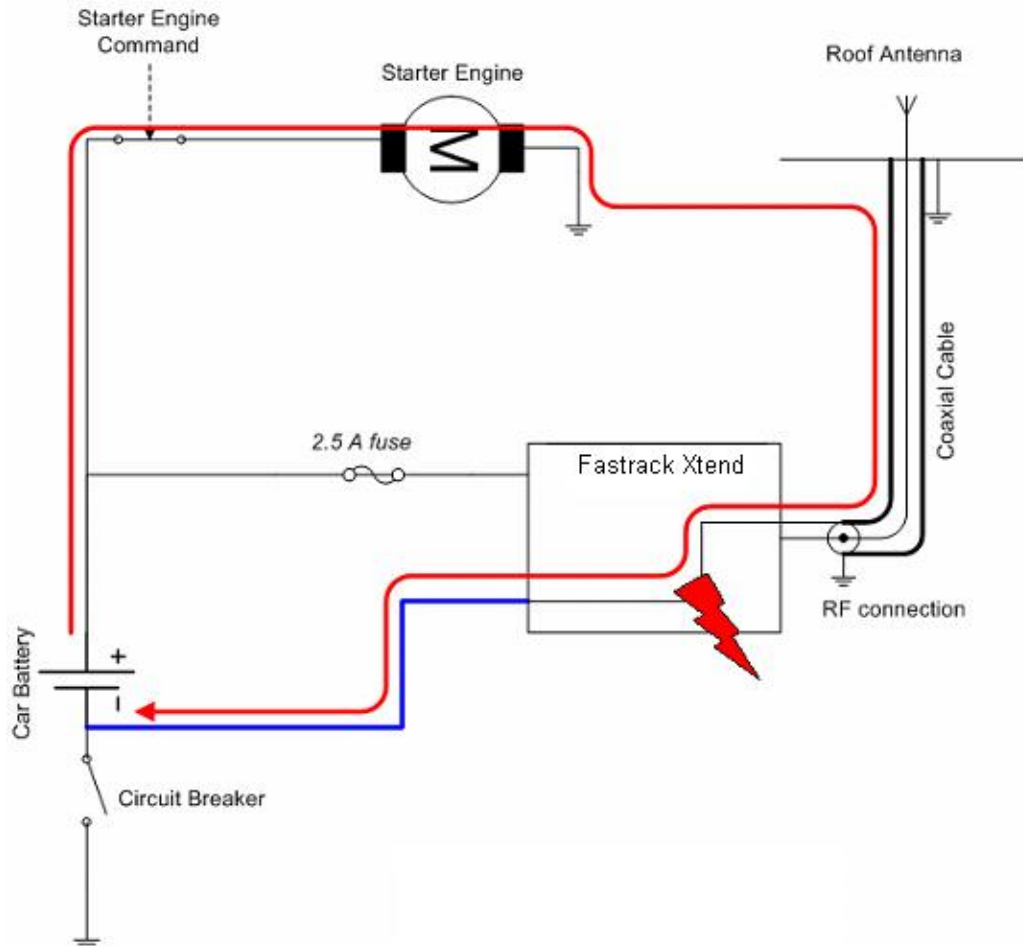 Starter Engine
Command
Starter Engine
Roof Antenna
M
Coaxial Cable
2.5 A fuse
Fastrack Xtend
RF connection
Car Battery
+
–
Circuit Breaker